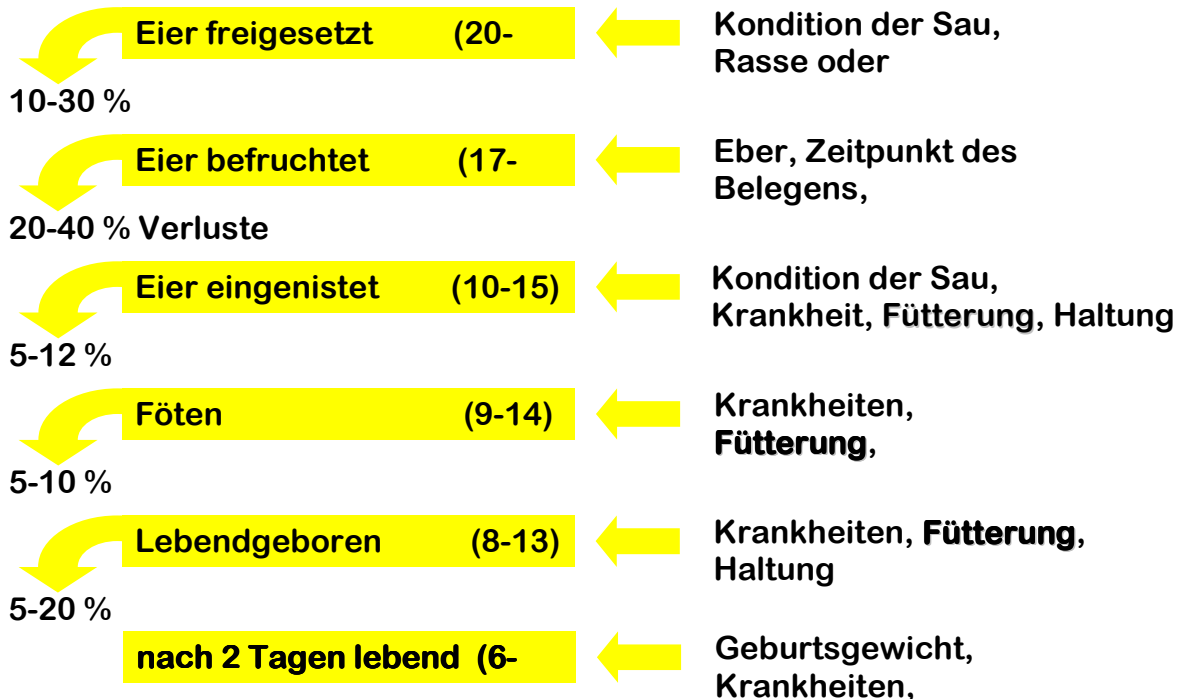 Eier freigesetzt (20-
Kondition der Sau,
Rasse oder
10-30 %
Eier befruchtet (17-
Eber, Zeitpunkt des
Belegens,
20-40 % Verluste
Eier eingenistet (10-15)
Kondition der Sau,
Krankheit, Fütterung, Haltung
5-12 %
Föten (9-14)
Krankheiten,
Fütterung,
5-10 %
Lebendgeboren (8-13)
Krankheiten, Fütterung,
Haltung
5-20 %
nach 2 Tagen lebend (6-
Geburtsgewicht,
Krankheiten,